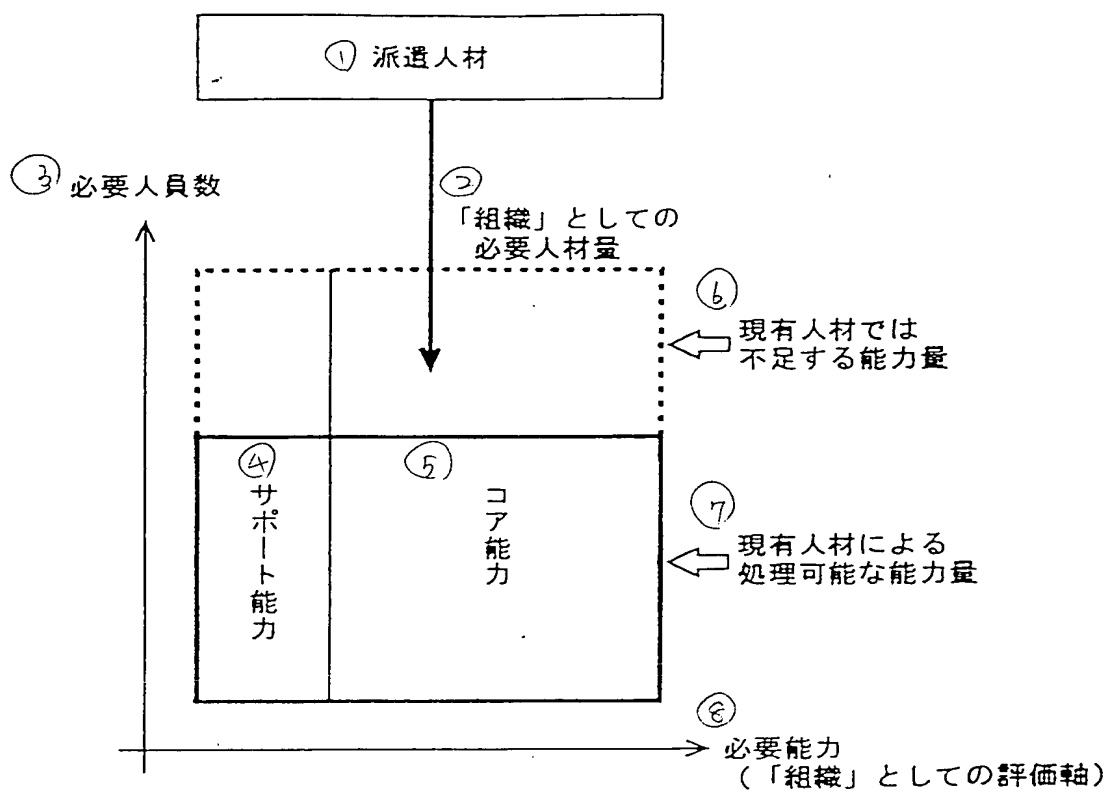 ① 派遣人材
③ 必要人員数
②
「組織」としての
必要人材量
⑥
現有人材では
不足する能力量
④
サポート能力
⑤
コア能力
⑦
現有人材による
処理可能な能力量
⑧
必要能力
(「組織」としての評価軸)